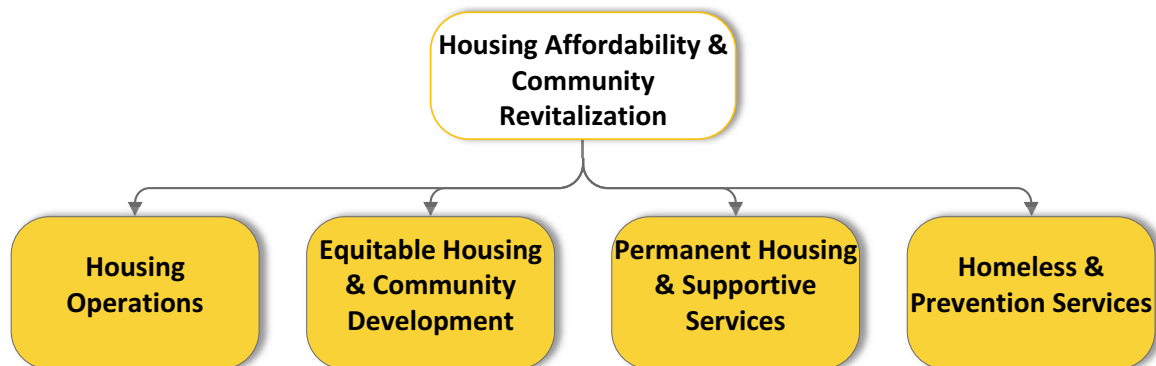 Housing Affordability &
Community
Revitalization
Housing
Operations
Equitable Housing
& Community
Development
Permanent Housing
& Supportive
Services
Homeless &
Prevention Services